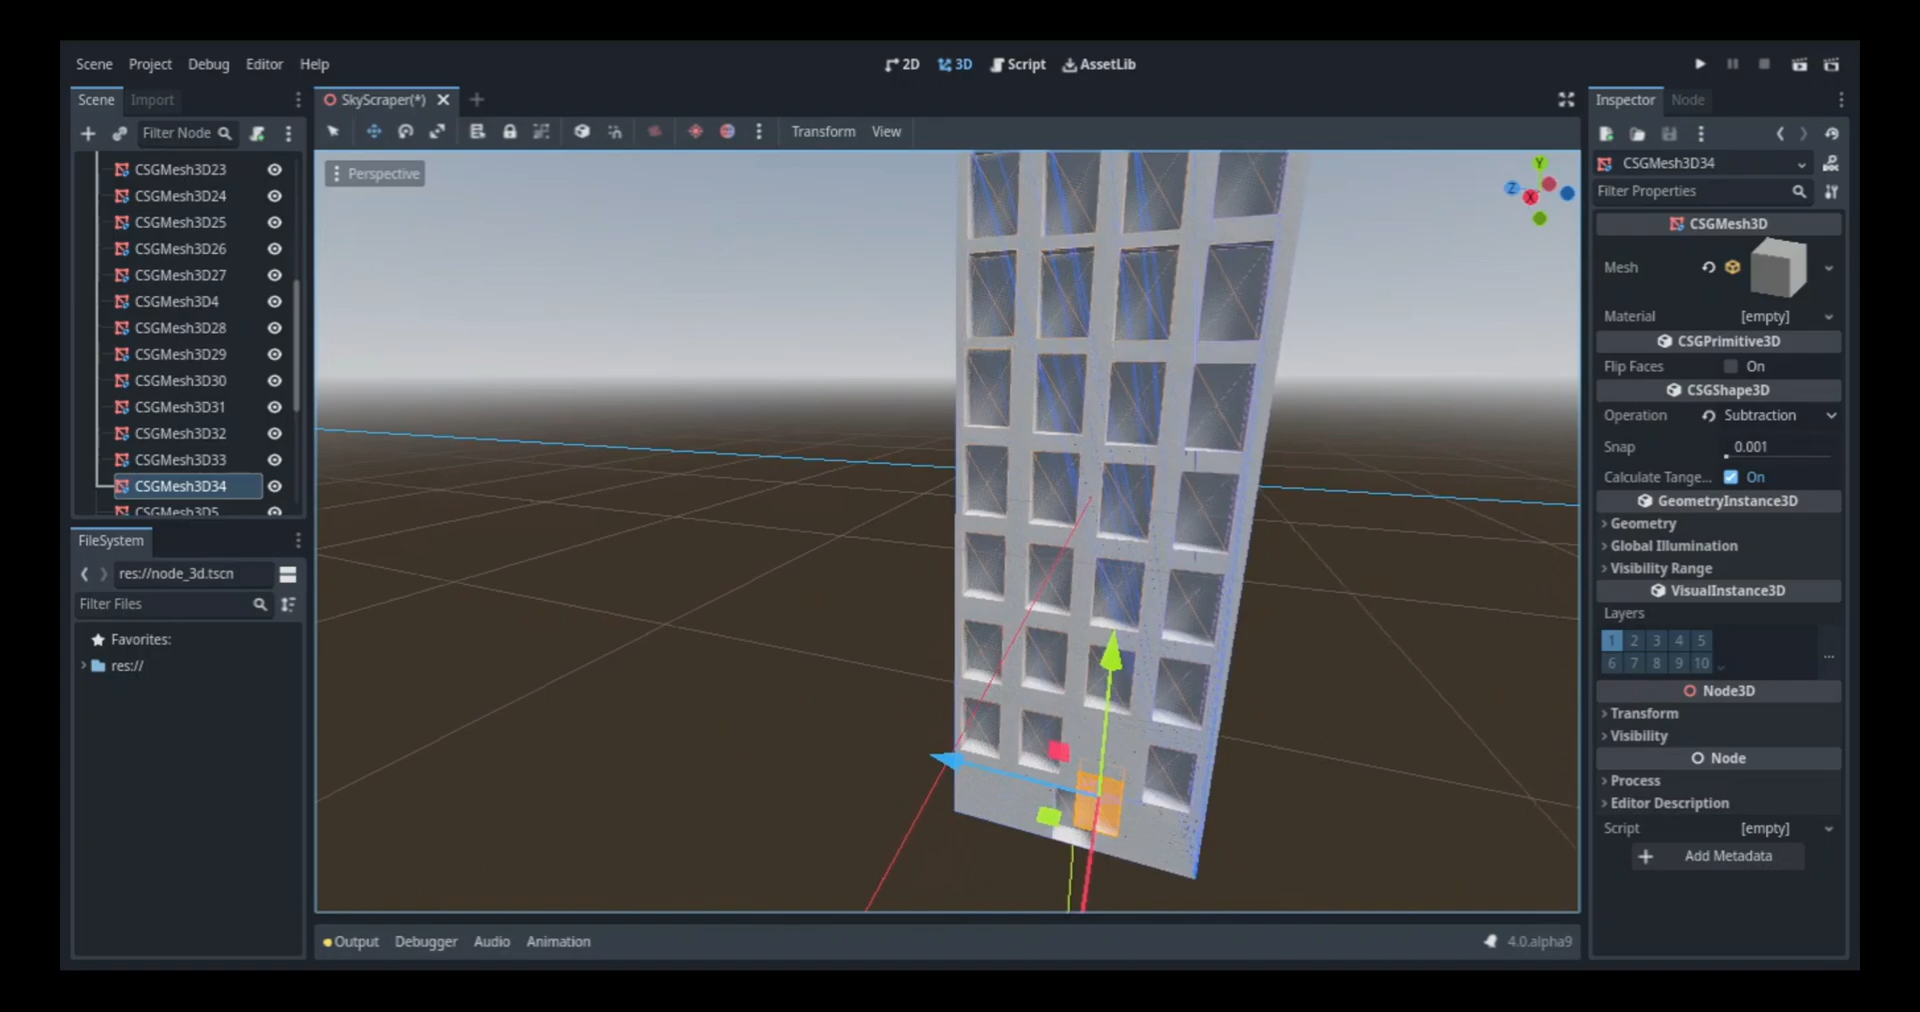 Scene Project Debug Editor Help
2D 3D Script AssetLib
Scene Import
SkyScraper(*)
Inspector Node
Filter Node
Transform View
Perspective
Y
Z
X
CSGMesh3D23
CSGMesh3D24
CSGMesh3D25
CSGMesh3D26
CSGMesh3D27
CSGMesh3D4
CSGMesh3D28
CSGMesh3D29
CSGMesh3D30
CSGMesh3D31
CSGMesh3D32
CSGMesh3D33
CSGMesh3D34
CSGMesh3D5
FileSystem
res://node_3d.tscn
Filter Files
Favorites:
res://
Output Debugger Audio Animation
4.0.alpha9
CSGMesh3D34
Filter Properties
CSGMesh3D
Mesh
Material [empty]
CSGPrimitive3D
Flip Faces On
CSGShape3D
Operation Subtraction
Snap 0.001
Calculate Tange... On
GeometryInstance3D
Geometry
Global Illumination
Visibility Range
VisualInstance3D
Layers
1 2 3 4 5
6 7 8 9 10
...
Node3D
Transform
Visibility
Node
Process
Editor Description
Script [empty]
Add Metadata